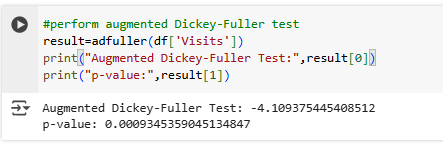 #perform augmented Dickey-Fuller test
result=adfuller(df['Visits'])
print("Augmented Dickey-Fuller Test:",result[0])
print("p-value:",result[1])
Augmented Dickey-Fuller Test: -4.109375445408512
p-value: 0.0009345359045134847